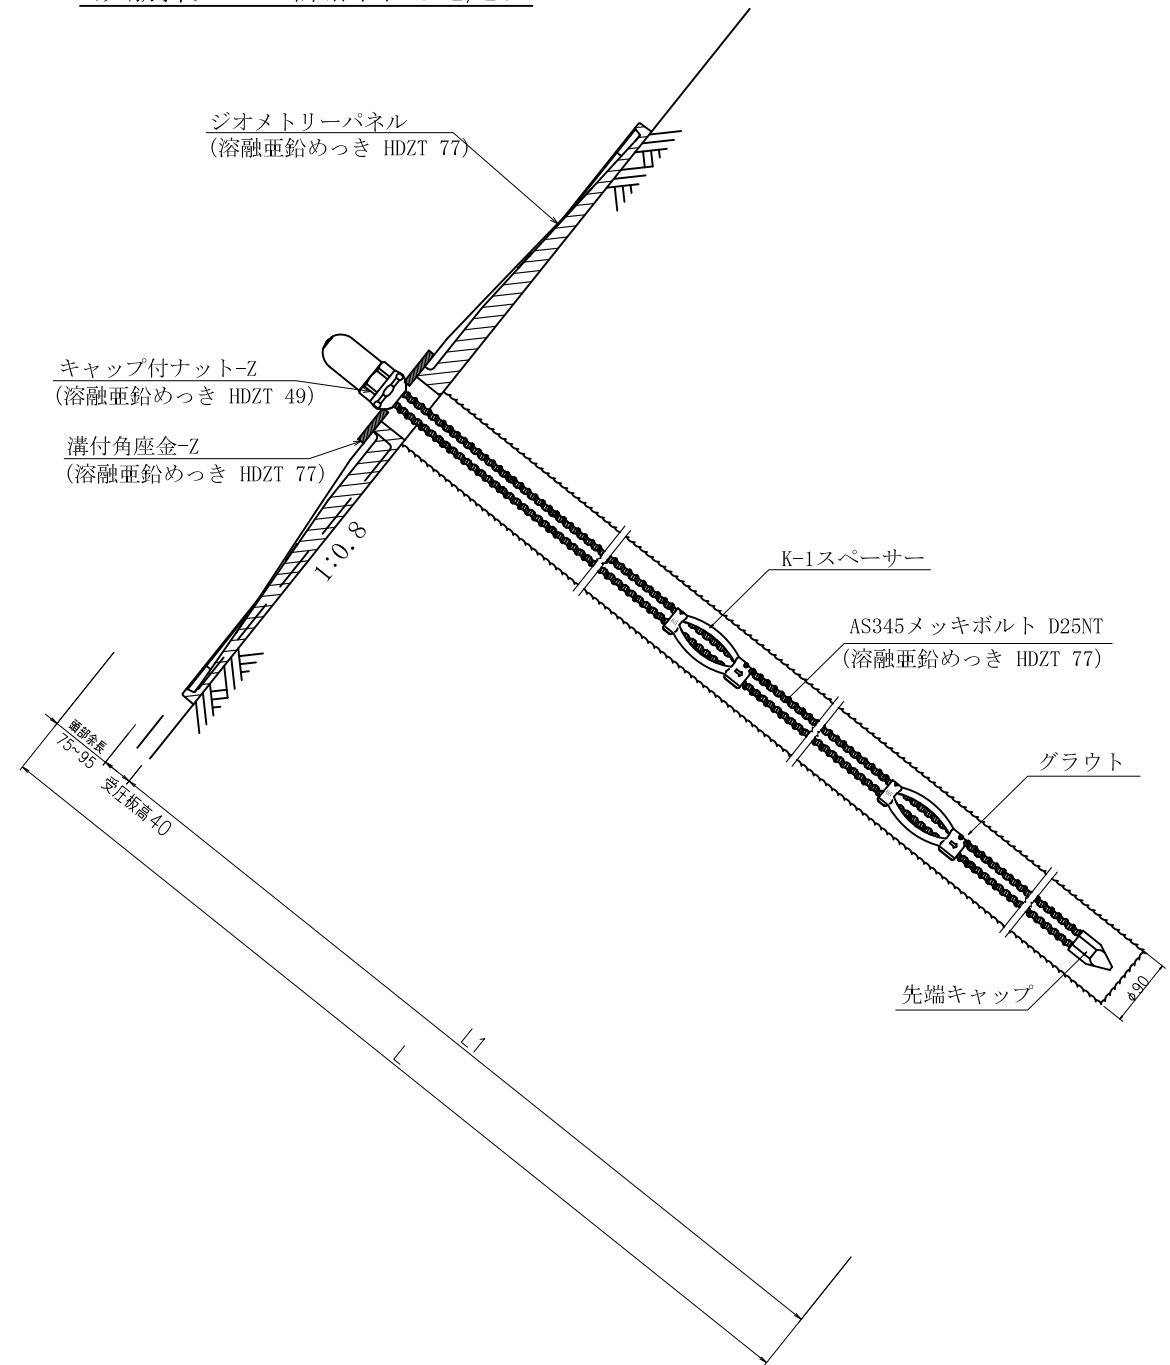 ジオメトリーパネル
(溶融亜鉛めっき HDZT 77)
キャップ付ナット-Z
(溶融亜鉛めっき HDZT 49)
溝付角座金-Z
(溶融亜鉛めっき HDZT 77)
1:0.8
K-1スペーサー
AS345メッキボルト D25NT
(溶融亜鉛めっき HDZT 77)
頭部余長
75~95
受圧板高40
グラウト
先端キャップ
φ90
L1
L